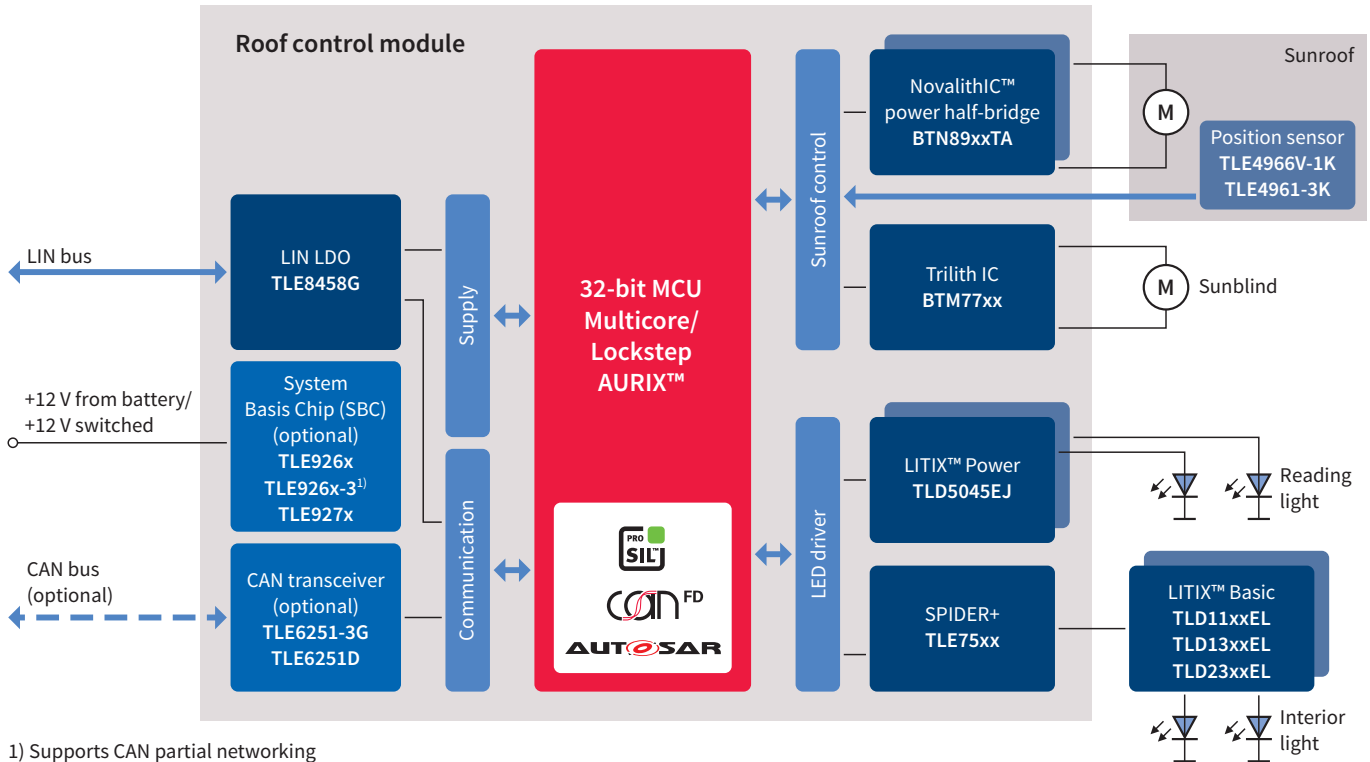 Roof control module
LIN bus
+12 V from battery/
+12 V switched
CAN bus
(optional)
LIN LDO
TLE8458G
System
Basis Chip (SBC)
(optional)
TLE926x
TLE926x-3¹⁾
TLE927x
CAN transceiver
(optional)
TLE6251-3G
TLE6251D
Supply
Communication
32-bit MCU
Multicore/
Lockstep
AURIX™
PRO
SIL™
CAN FD
AUTOSAR
Sunroof control
LED driver
NovalithIC™
power half-bridge
BTN89xxTA
Trilith IC
BTM77xx
LITIX™ Power
TLD5045EJ
SPIDER+
TLE75xx
Sunroof
M
Position sensor
TLE4966V-1K
TLE4961-3K
M
Sunblind
Reading
light
LITIX™ Basic
TLD11xxEL
TLD13xxEL
TLD23xxEL
Interior
light
1) Supports CAN partial networking